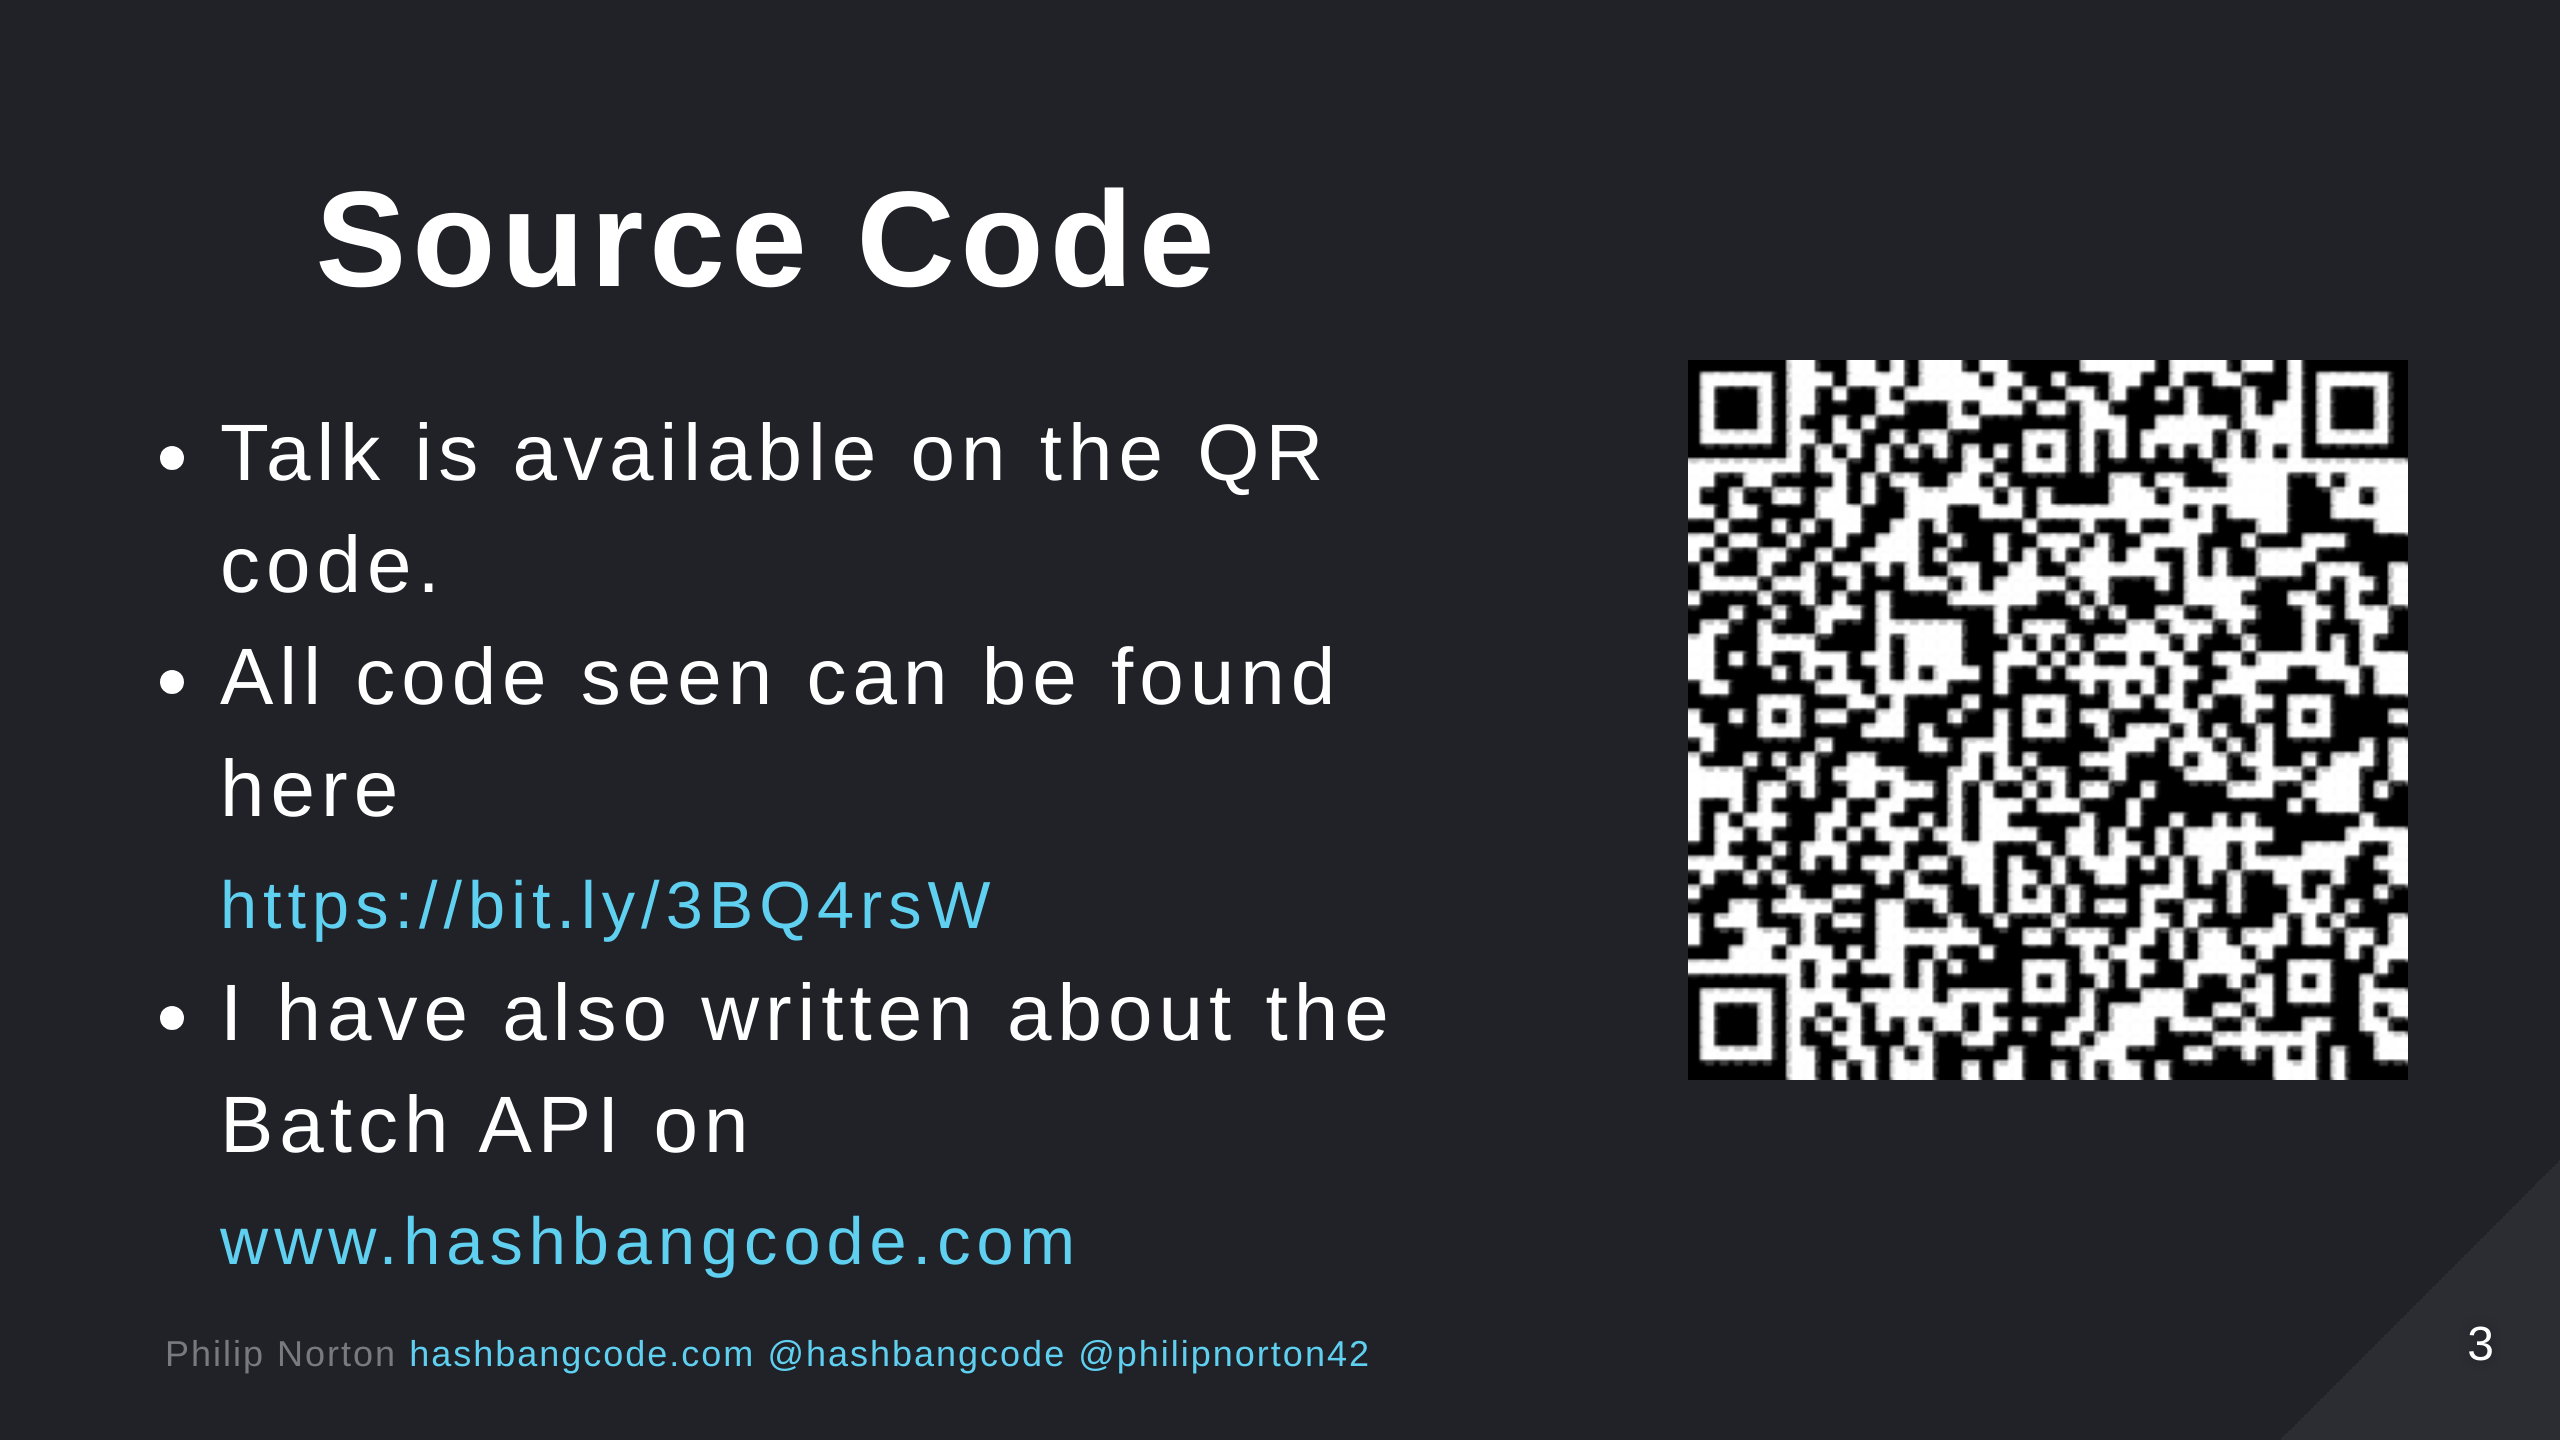 Source Code
• Talk is available on the QR
code.
• All code seen can be found
here
https://bit.ly/3BQ4rsW
• I have also written about the
Batch API on
www.hashbangcode.com
Philip Norton hashbangcode.com @hashbangcode @philipnorton42
3